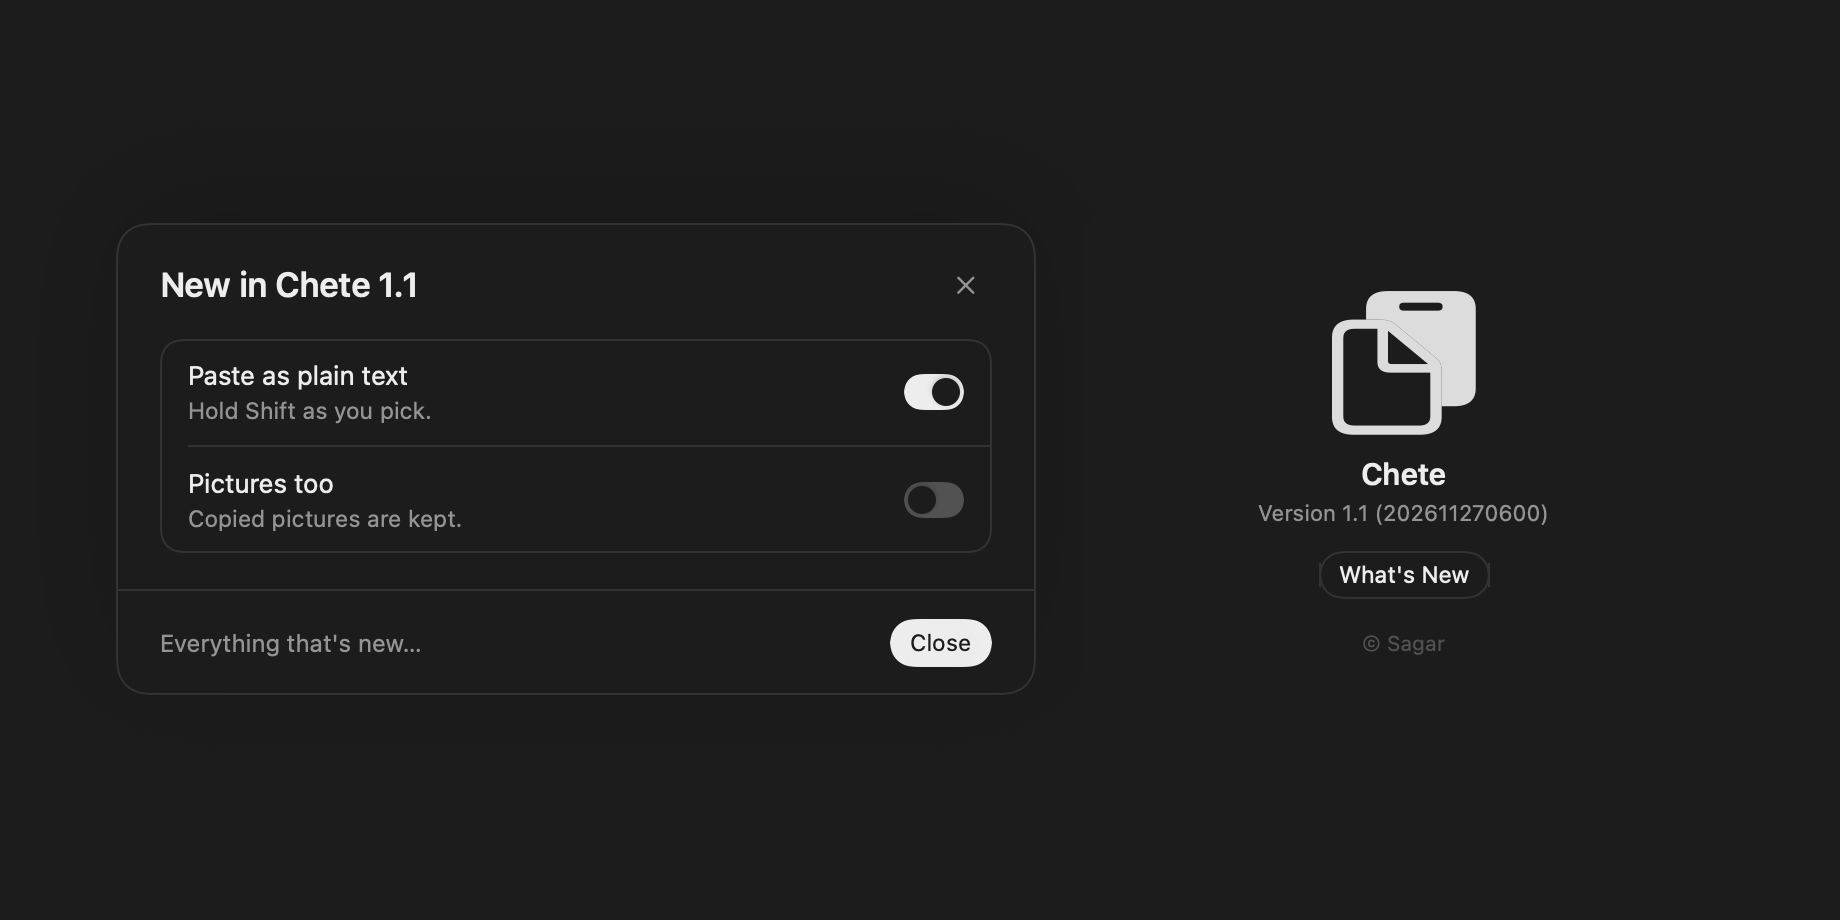 New in Chete 1.1
Paste as plain text
Hold Shift as you pick.
Pictures too
Copied pictures are kept.
Everything that's new...
Close
Chete
Version 1.1 (202611270600)
What's New
© Sagar